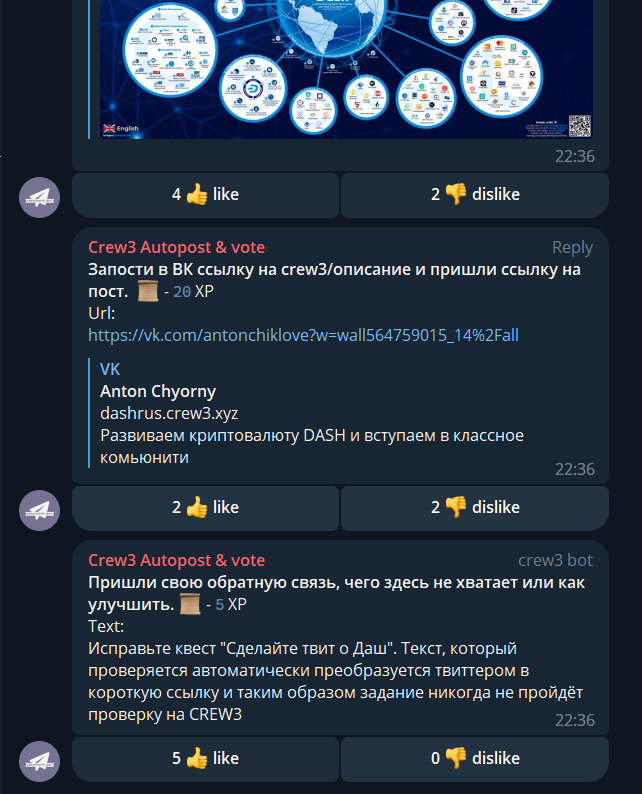 English
22:36
4 👍 like
2 👎 dislike
Crew3 Autopost & vote
Reply
Запости в ВК ссылку на crew3/описание и пришли ссылку на
пост. 📜 - 20 XP
Url:
https://vk.com/antonchiklove?w=wall564759015_14%2Fall
VK
Anton Chyorny
dashrus.crew3.xyz
Развиваем криптовалюту DASH и вступаем в классное
комьюнити
22:36
2 👍 like
2 👎 dislike
Crew3 Autopost & vote
crew3 bot
Пришли свою обратную связь, чего здесь не хватает или как
улучшить. 📜 - 5 XP
Text:
Исправьте квест "Сделайте твит о Даш". Текст, который
проверяется автоматически преобразуется твиттером в
короткую ссылку и таким образом задание никогда не пройдёт
проверку на CREW3
22:36
5 👍 like
0 👎 dislike